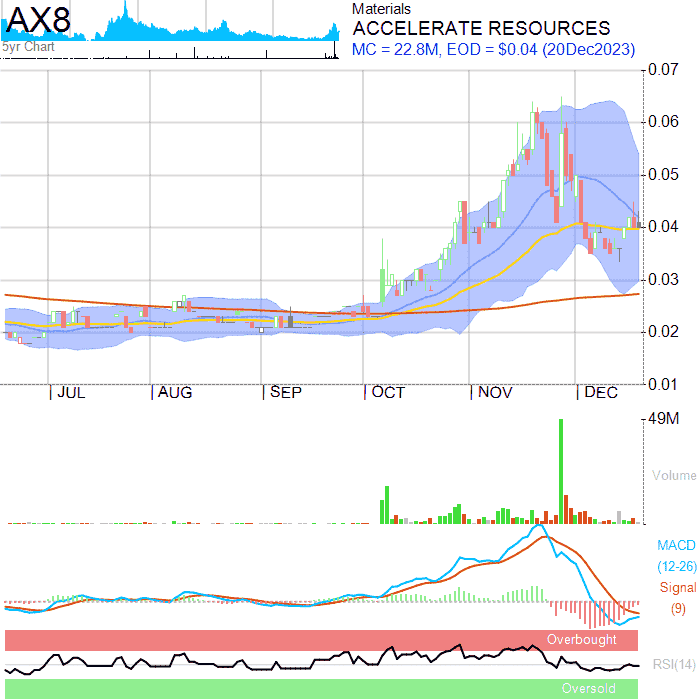 AX8
5yr Chart
Materials
ACCELERATE RESOURCES
MC = 22.8M, EOD = $0.04 (20Dec2023)
0.07
0.06
0.05
0.04
0.03
0.02
0.01
JUL AUG SEP OCT NOV DEC
49M
Volume
MACD
(12-26)
Signal
(9)
Overbought
RSI(14)
Oversold